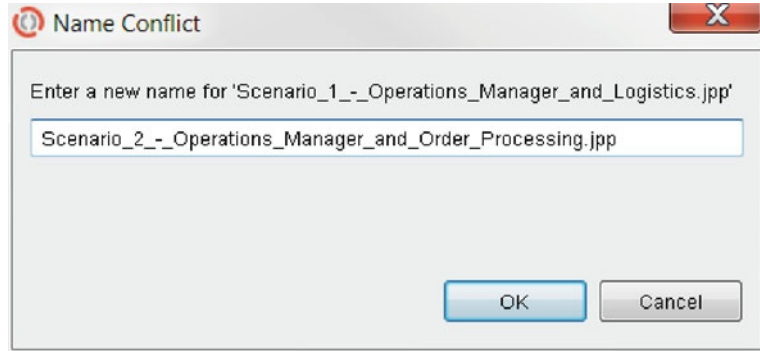 Name Conflict
Enter a new name for 'Scenario_1_-_Operations_Manager_and_Logistics.jpp'
Scenario_2_-_Operations_Manager_and_Order_Processing.jpp
OK
Cancel